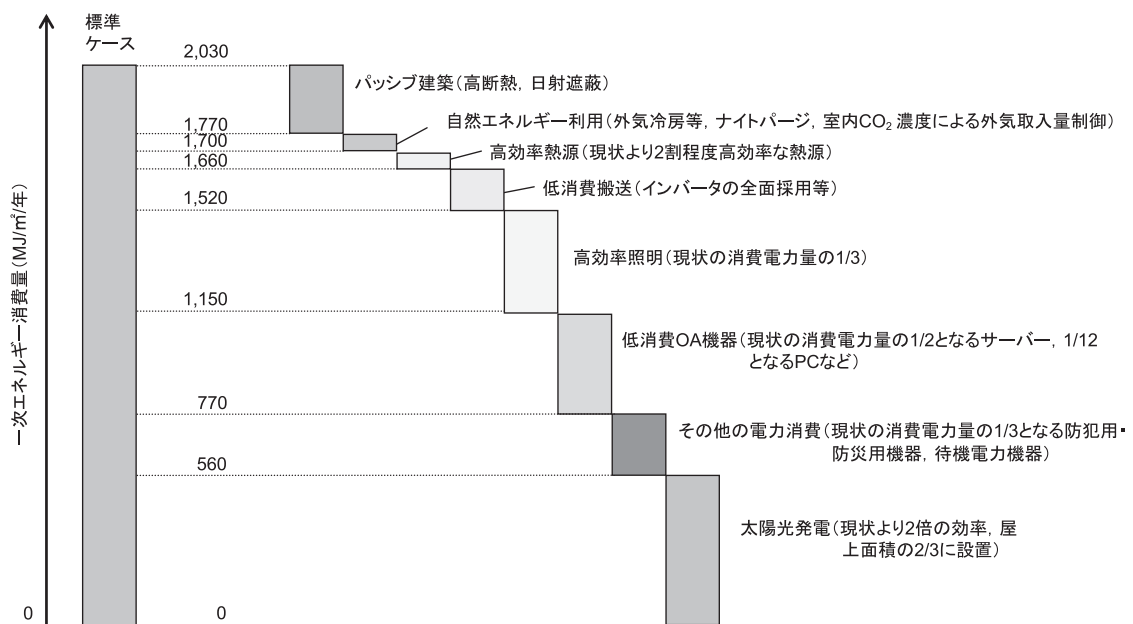 標準
ケース
2,030
パッシブ建築(高断熱, 日射遮蔽)
1,770
自然エネルギー利用(外気冷房等, ナイトパージ, 室内CO₂ 濃度による外気取入量制御)
1,700
高効率熱源(現状より2割程度高効率な熱源)
1,660
低消費搬送(インバータの全面採用等)
1,520
高効率照明(現状の消費電力量の1/3)
1,150
低消費OA機器(現状の消費電力量の1/2となるサーバー, 1/12
となるPCなど)
770
その他の電力消費(現状の消費電力量の1/3となる防犯用・
防災用機器, 待機電力機器)
560
太陽光発電(現状より2倍の効率, 屋
上面積の2/3に設置)
0
0
一次エネルギー消費量(MJ/㎡/年)